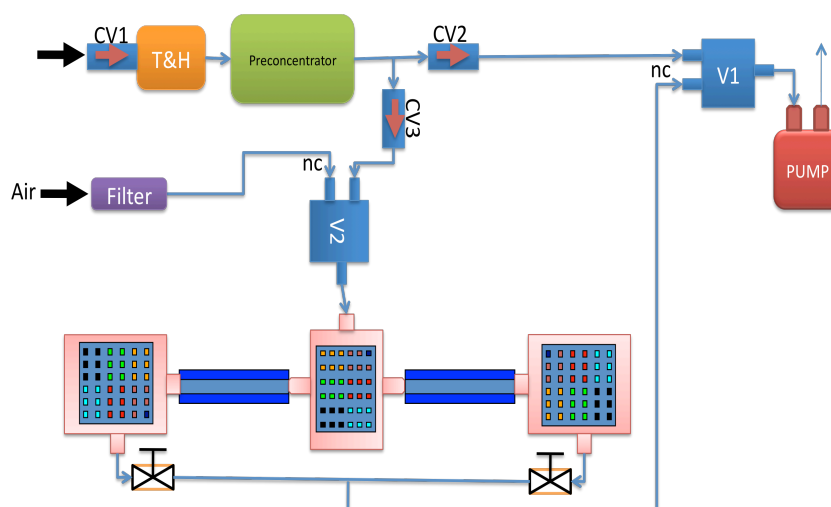 CV1
T&H
Preconcentrator
CV2
nc
V1
CV3
PUMP
Air
Filter
nc
V2